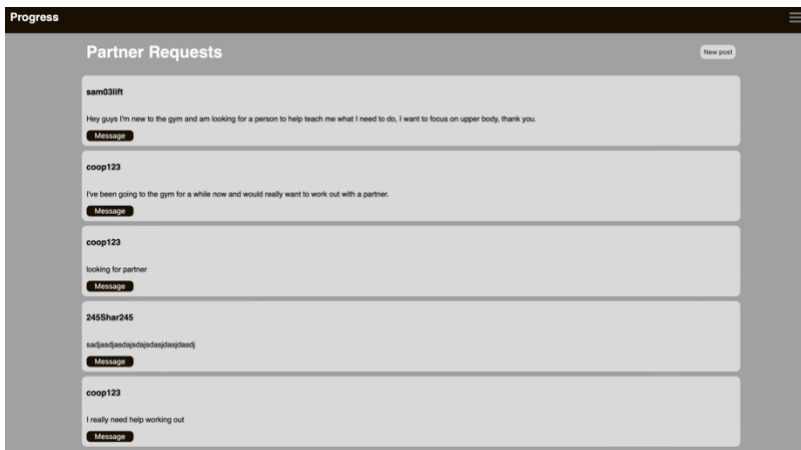 Progress
Partner Requests
New post
sam03lift
Hey guys I'm new to the gym and am looking for a person to help teach me what I need to do, I want to focus on upper body, thank you.
Message
coop123
I've been going to the gym for a while now and would really want to work out with a partner.
Message
coop123
looking for partner
Message
245Shar245
Message
coop123
I really need help working out
Message